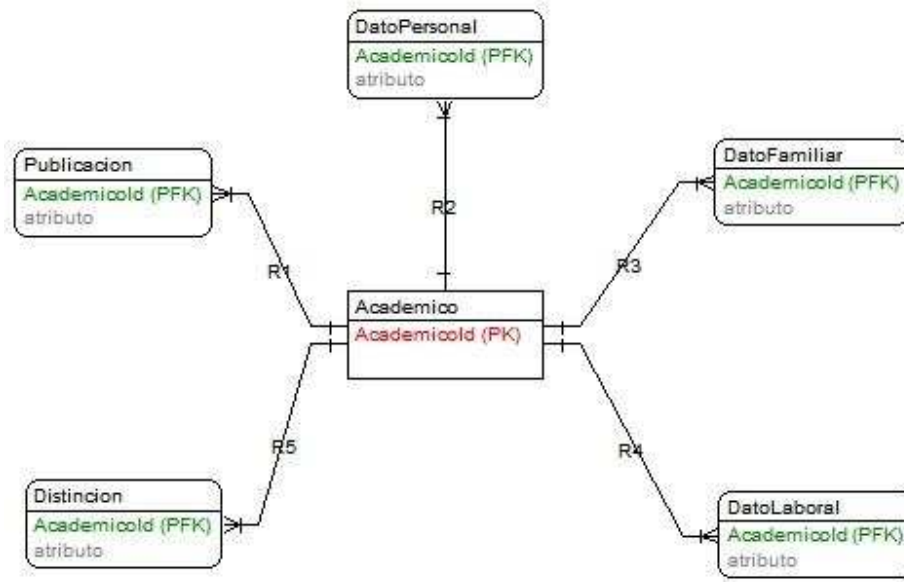 DatoPersonal
AcademicoId (PFK)
atributo
Publicacion
AcademicoId (PFK)
atributo
DatoFamiliar
AcademicoId (PFK)
atributo
R2
R1
R3
Academico
AcademicoId (PK)
R5
R4
Distincion
AcademicoId (PFK)
atributo
DatoLaboral
AcademicoId (PFK)
atributo